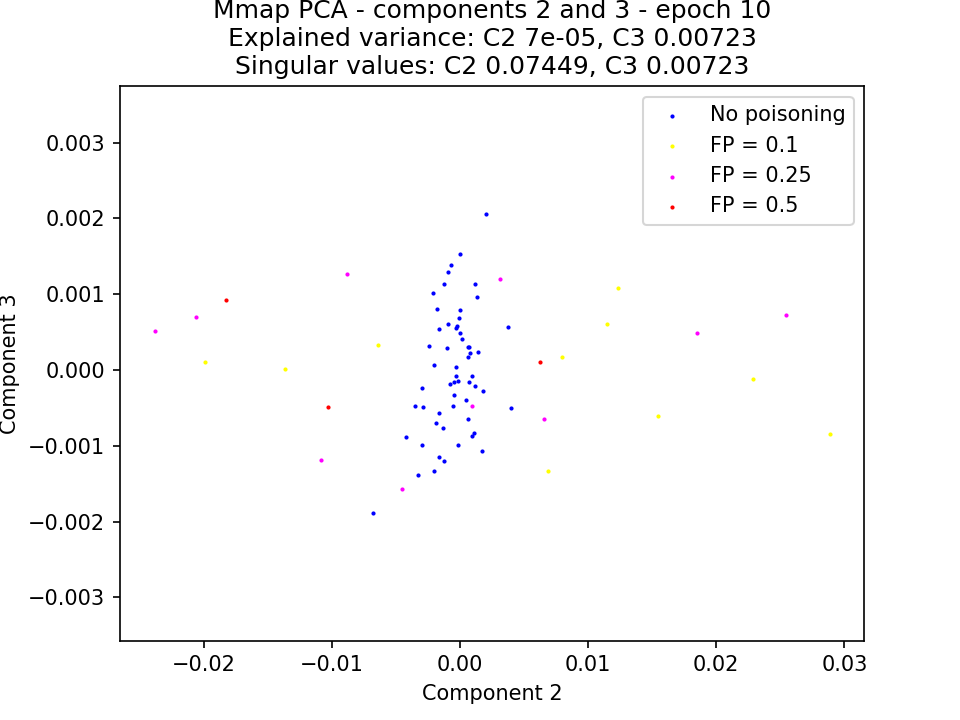 Mmap PCA - components 2 and 3 - epoch 10
Explained variance: C2 7e-05, C3 0.00723
Singular values: C2 0.07449, C3 0.00723
No poisoning
FP = 0.1
FP = 0.25
FP = 0.5
0.003
0.002
0.001
0.000
−0.001
−0.002
−0.003
Component 3
−0.02
−0.01
0.00
0.01
0.02
0.03
Component 2